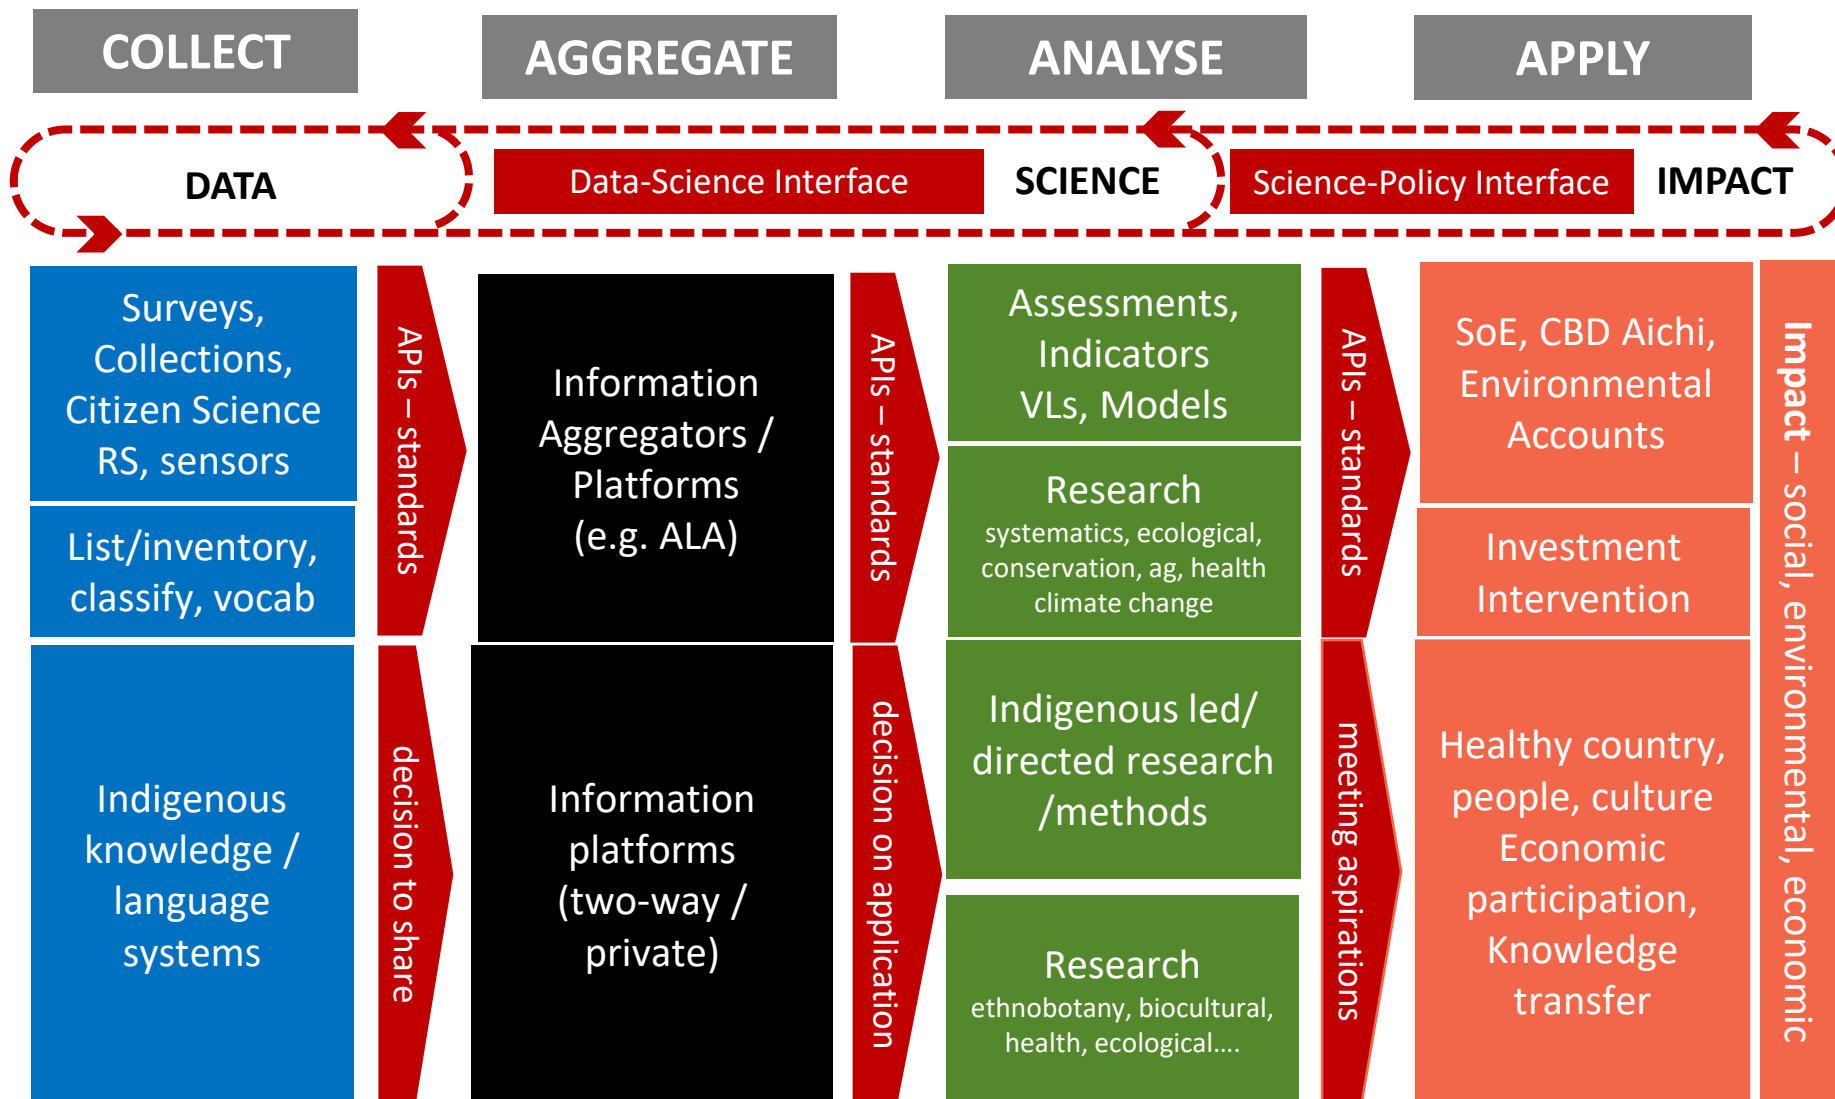 COLLECT
AGGREGATE
ANALYSE
APPLY
DATA
Data-Science Interface
SCIENCE
Science-Policy Interface
IMPACT
Surveys,
Collections,
Citizen Science
RS, sensors
List/inventory,
classify, vocab
APIs – standards
Information
Aggregators /
Platforms
(e.g. ALA)
APIs – standards
Assessments,
Indicators
VLs, Models
Research
systematics, ecological,
conservation, ag, health
climate change
APIs – standards
SoE, CBD Aichi,
Environmental
Accounts
Investment
Intervention
Indigenous
knowledge /
language
systems
decision to share
Information
platforms
(two-way /
private)
decision on application
Indigenous led/
directed research
/methods
Research
ethnobotany, biocultural,
health, ecological....
meeting aspirations
Healthy country,
people, culture
Economic
participation,
Knowledge
transfer
Impact – social, environmental, economic